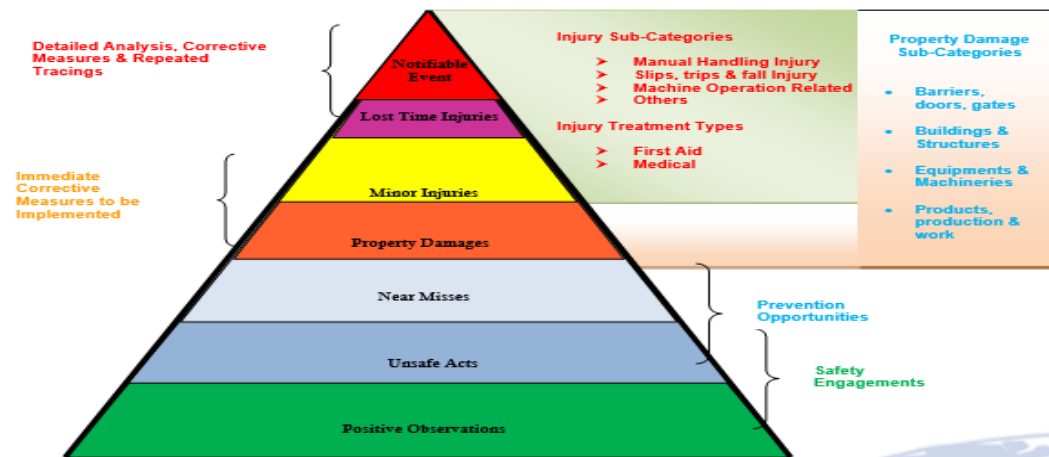 Detailed Analysis, Corrective
Measures & Repeated
Tracings
Immediate
Corrective
Measures to be
Implemented
Notifiable
Event
Lost Time Injuries
Minor Injuries
Property Damages
Near Misses
Unsafe Acts
Positive Observations
Injury Sub-Categories
Manual Handling Injury
Slips, trips & fall Injury
Machine Operation Related
Others
Injury Treatment Types
First Aid
Medical
Property Damage
Sub-Categories
Barriers,
doors, gates
Buildings &
Structures
Equipments &
Machineries
Products,
production &
work
Prevention
Opportunities
Safety
Engagements